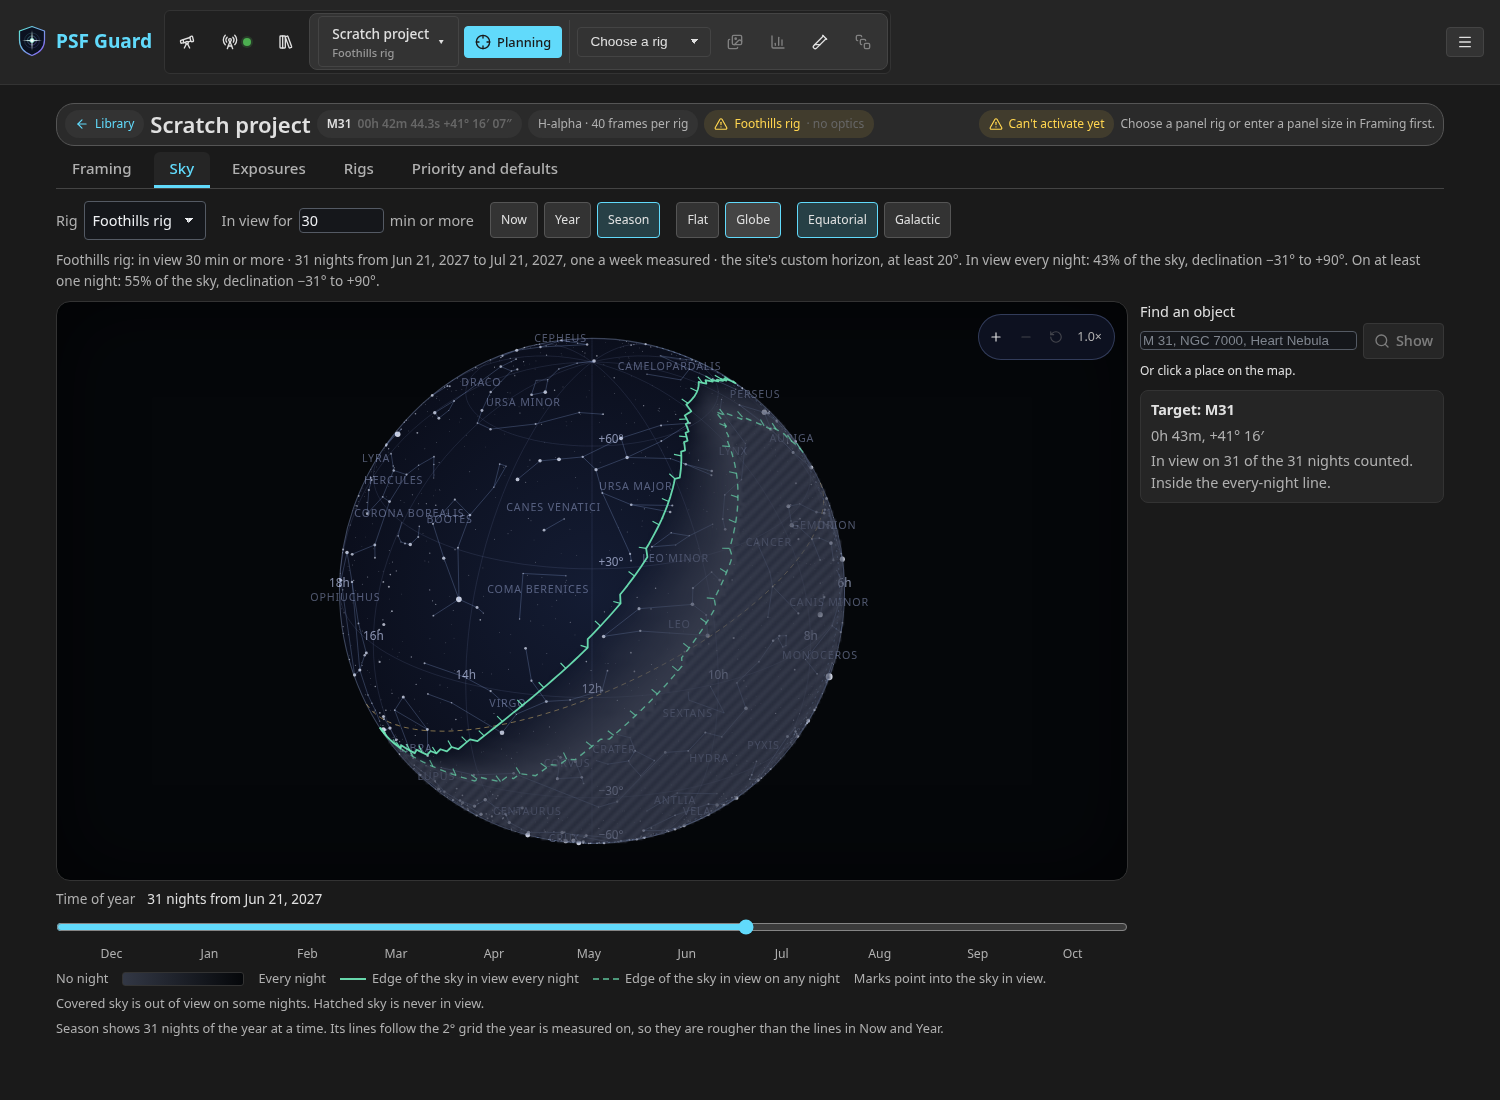 PSF Guard
Scratch project
Foothills rig
Planning
Choose a rig
Library
Scratch project
M31 00h 42m 44.3s +41° 16′ 07″
H-alpha · 40 frames per rig
Foothills rig · no optics
Can't activate yet
Choose a panel rig or enter a panel size in Framing first.
Framing
Sky
Exposures
Rigs
Priority and defaults
Rig
Foothills rig
In view for 30 min or more
Now
Year
Season
Flat
Globe
Equatorial
Galactic
Foothills rig: in view 30 min or more · 31 nights from Jun 21, 2027 to Jul 21, 2027, one a week measured · the site's custom horizon, at least 20°. In view every night: 43% of the sky, declination −31° to +90°. On at least
one night: 55% of the sky, declination −31° to +90°.
1.0×
CEPHEUS
CAMELOPARDALIS
DRACO
PERSEUS
URSA MINOR
+60°
LYRA
LYNX
HERCULES
URSA MAJOR
CANES VENATICI
CORONA BOREALIS
BOOTES
CANCER
LEO MINOR
+30°
18h
6h
COMA BERENICES
OPHIUCHUS
CANIS MINOR
LEO
16h
8h
MONOCEROS
14h
10h
12h
VIRGO
SEXTANS
CRATER
PYXIS
HYDRA
−30°
ANTLIA
CENTAURUS
VELA
−60°
Find an object
M 31, NGC 7000, Heart Nebula
Show
Or click a place on the map.
Target: M31
0h 43m, +41° 16′
In view on 31 of the 31 nights counted.
Inside the every-night line.
Time of year 31 nights from Jun 21, 2027
Dec Jan Feb Mar Apr May Jun Jul Aug Sep Oct
No night
Every night
Edge of the sky in view every night
Edge of the sky in view on any night
Marks point into the sky in view.
Covered sky is out of view on some nights. Hatched sky is never in view.
Season shows 31 nights of the year at a time. Its lines follow the 2° grid the year is measured on, so they are rougher than the lines in Now and Year.